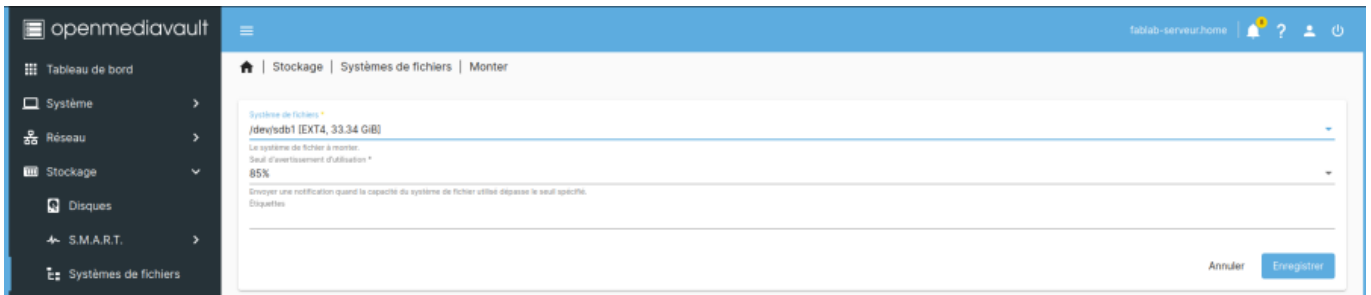 openmediavault
fablab-serveur.home
Tableau de bord
Stockage | Systèmes de fichiers | Monter
Système
Réseau
Stockage
Disques
S.M.A.R.T.
Systèmes de fichiers
Système de fichiers *
/dev/sdb1 [EXT4, 33.34 GiB]
Le système de fichier à monter.
Seuil d'avertissement d'utilisation *
85%
Envoyer une notification quand la capacité du système de fichier utilisé dépasse le seuil spécifié.
Étiquettes
Annuler
Enregistrer